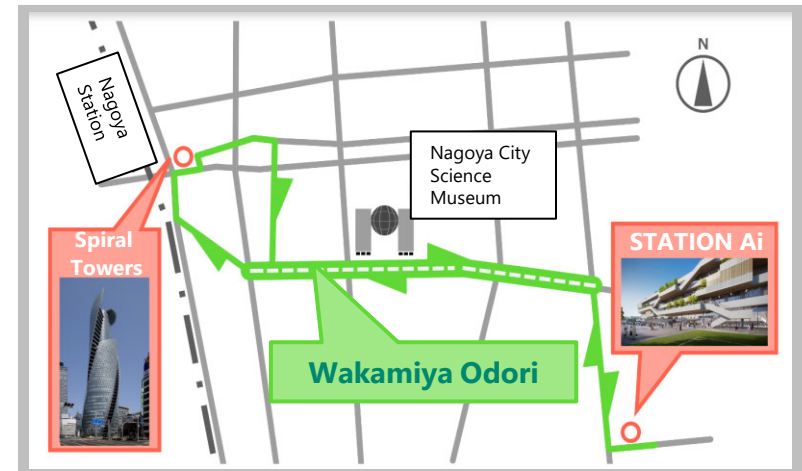 N
Nagoya
Station
Nagoya City
Science
Museum
Spiral
Towers
STATION Ai
Wakamiya Odori